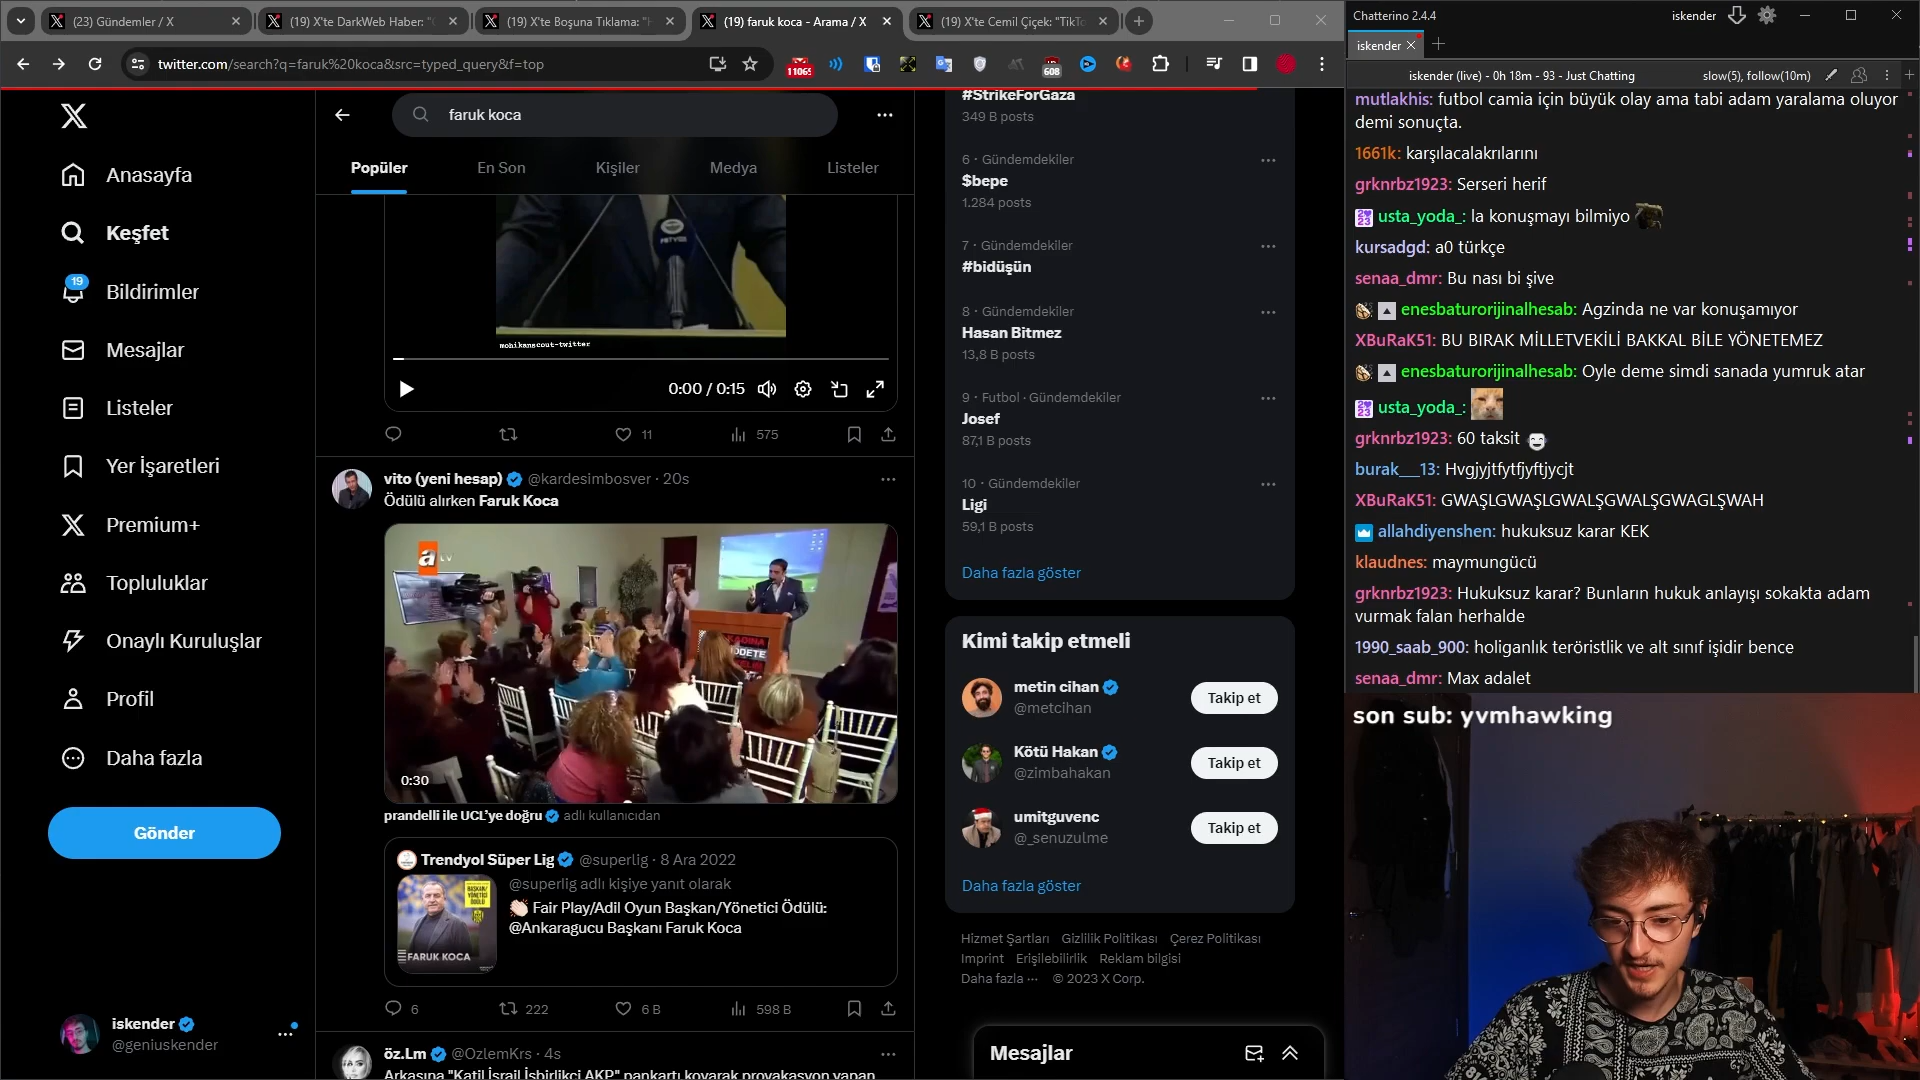 (23) Gündemler / X
(19) X'te DarkWeb Haber: "
(19) X'te Boşuna Tıklama: "
(19) faruk koca - Arama / X
(19) X'te Cemil Çiçek: "TikTo
twitter.com/search?q=faruk%20koca&src=typed_query&f=top
608
Anasayfa
Keşfet
19
Bildirimler
Mesajlar
Listeler
Yer İşaretleri
Premium+
Topluluklar
Onaylı Kuruluşlar
Profil
Daha fazla
Gönder
iskender
@geniuskender
faruk koca
Popüler
En Son
Kişiler
Medya
Listeler
mohikanscout-twitter
0:00 / 0:15
11
575
vito (yeni hesap) @kardesimbosver · 20s
Ödülü alırken Faruk Koca
a tv
0:30
prandelli ile UCL'ye doğru adlı kullanıcıdan
Trendyol Süper Lig @superlig · 8 Ara 2022
@superlig adlı kişiye yanıt olarak
👏🏻 Fair Play/Adil Oyun Başkan/Yönetici Ödülü:
@Ankaragucu Başkanı Faruk Koca
BAŞKAN/
YÖNETİCİ
ÖDÜLÜ
FARUK KOCA
6
222
6 B
598 B
öz.Lm @OzlemKrs · 4s
Arkasına "Katil İsrail İşbirlikçi AKP" pankartı koyarak provakasyon yapan
#StrikeForGaza
349 B posts
6 · Gündemdekiler
$bepe
1.284 posts
7 · Gündemdekiler
#bidüşün
8 · Gündemdekiler
Hasan Bitmez
13,8 B posts
9 · Futbol · Gündemdekiler
Josef
87,1 B posts
10 · Gündemdekiler
Ligi
59,1 B posts
Daha fazla göster
Kimi takip etmeli
metin cihan
@metcihan
Takip et
Kötü Hakan
@zimbahakan
Takip et
umitguvenc
@_senuzulme
Takip et
Daha fazla göster
Hizmet Şartları Gizlilik Politikası Çerez Politikası
Imprint Erişilebilirlik Reklam bilgisi
Daha fazla ··· © 2023 X Corp.
Mesajlar
Chatterino 2.4.4
iskender
iskender
iskender (live) - 0h 18m - 93 - Just Chatting
slow(5), follow(10m)
mutlakhis: futbol camia için büyük olay ama tabi adam yaralama oluyor
demi sonuçta.
1661k: karşılacalakrılarını
grknrbz1923: Serseri herif
usta_yoda_: la konuşmayı bilmiyo
kursadgd: a0 türkçe
senaa_dmr: Bu nası bi şive
enesbaturorijinalhesab: Agzinda ne var konuşamıyor
XBuRaK51: BU BIRAK MİLLETVEKİLİ BAKKAL BİLE YÖNETEMEZ
enesbaturorijinalhesab: Oyle deme simdi sanada yumruk atar
usta_yoda_:
grknrbz1923: 60 taksit
burak___13: Hvgjyjtfytfjyftjycjt
XBuRaK51: GWAŞLGWAŞLGWALŞGWALŞGWAGLŞWAH
allahdiyenshen: hukuksuz karar KEK
klaudnes: maymungücü
grknrbz1923: Hukuksuz karar? Bunların hukuk anlayışı sokakta adam
vurmak falan herhalde
1990_saab_900: holiganlık teröristlik ve alt sınıf işidir bence
senaa_dmr: Max adalet
son sub: yvmhawking